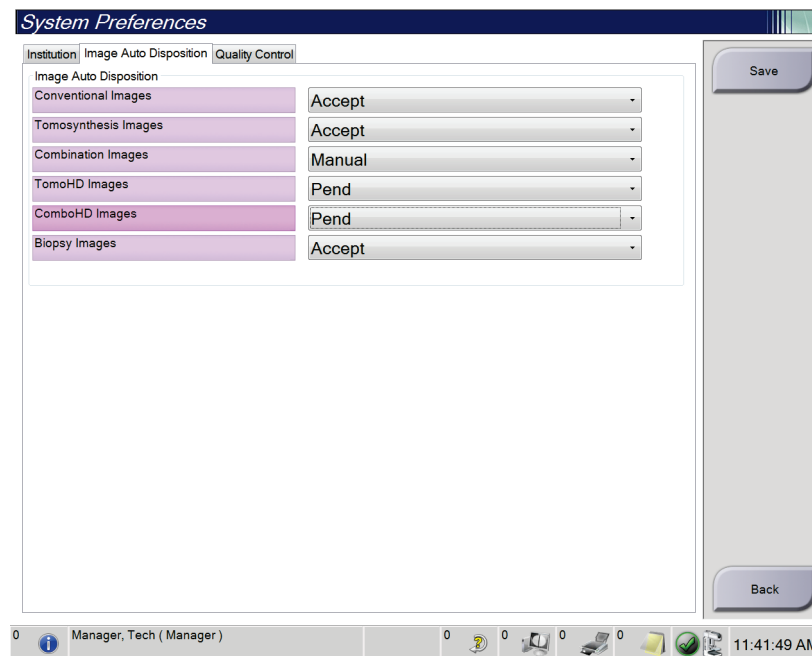 System Preferences
Institution Image Auto Disposition Quality Control
Save
Image Auto Disposition
Conventional Images Accept
Tomosynthesis Images Accept
Combination Images Manual
TomoHD Images Pend
ComboHD Images Pend
Biopsy Images Accept
Back
0 Manager, Tech ( Manager ) 0 0 0 0 11:41:49 AM